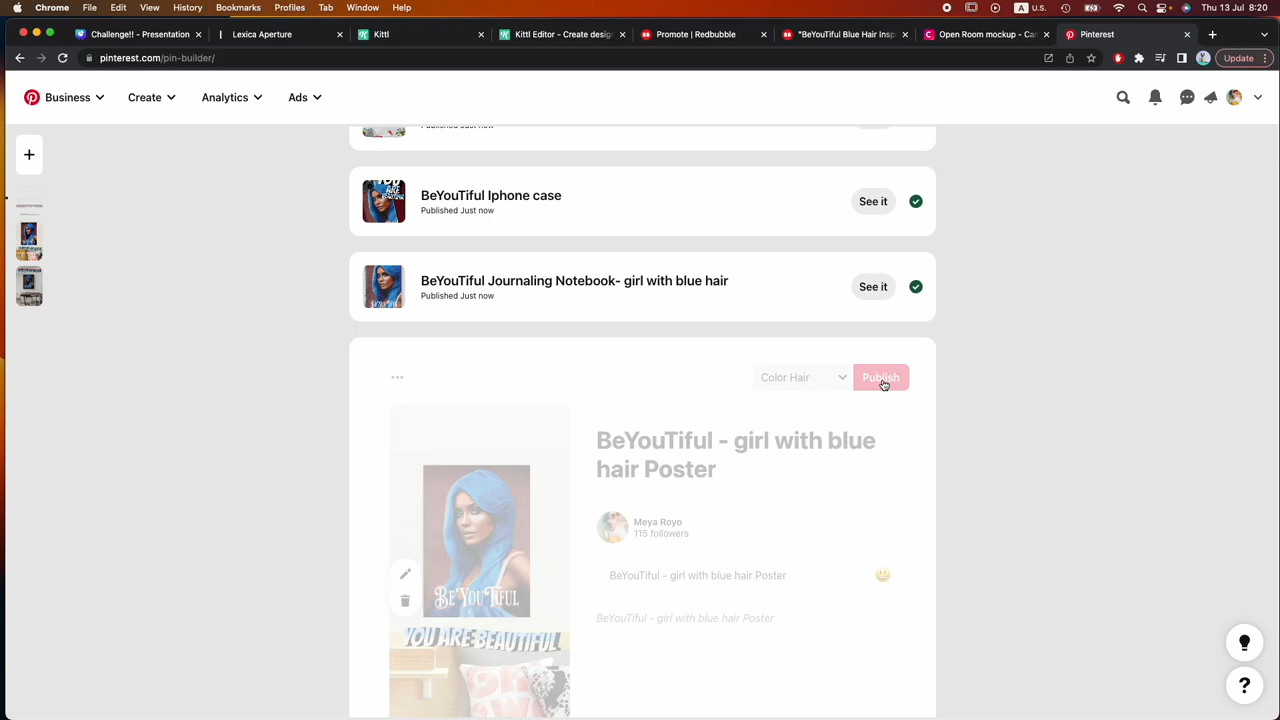 Chrome File Edit View History Bookmarks Profiles Tab Window Help
A U.S. Thu 13 Jul 8:20
Challenge!! - Presentation
Lexica Aperture
Kittl
Kittl Editor - Create desig
Promote | Redbubble
"BeYouTiful Blue Hair Insp
Open Room mockup - Can
Pinterest
pinterest.com/pin-builder/
Update
Business Create Analytics Ads
Published Just now
BeYouTiful Iphone case
Published Just now
See it
BeYouTiful Journaling Notebook- girl with blue hair
Published Just now
See it
Color Hair
Publish
BeYouTiful - girl with blue
hair Poster
Meya Royo
115 followers
BeYouTiful - girl with blue hair Poster
BeYouTiful - girl with blue hair Poster
BE YOU TIFUL
YOU ARE BEAUTIFUL.